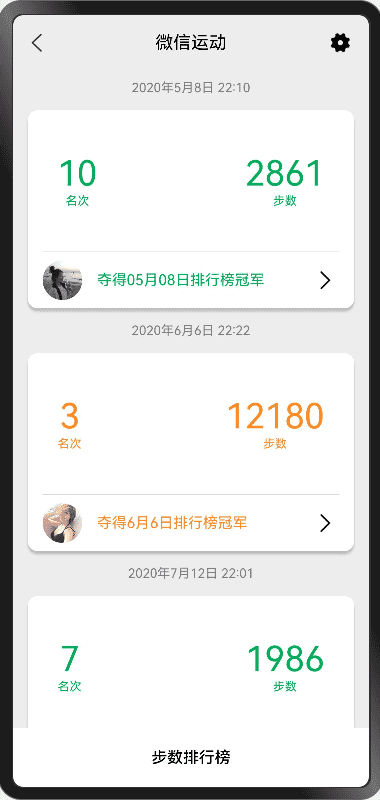 微信运动
2020年5月8日 22:10
10
2861
名次
步数
夺得05月08日排行榜冠军
2020年6月6日 22:22
3
12180
名次
步数
夺得6月6日排行榜冠军
2020年7月12日 22:01
7
1986
名次
步数
步数排行榜